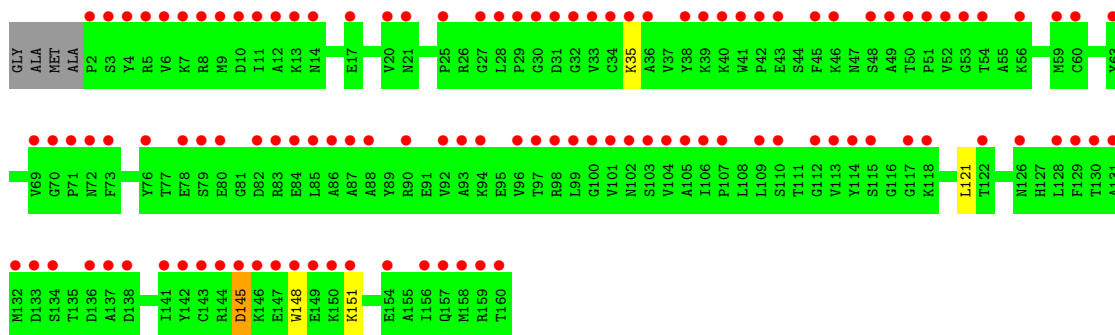 GLY ALA MET ALA P2 S3 Y4 R5 V6 K7 R8 M9 D10 I11 A12 K13 N14 E17 V20 N21 P25 R26 G27 L28 P29 G30 D31 G32 V33 C34 K35 A36 V37 Y38 K39 K40 W41 P42 E43 S44 F45 K46 N47 S48 A49 T50 P51 V52 G53 T54 A55 K56 M59 C60
V69 G70 P71 N72 F73 Y76 T77 E78 S79 E80 G81 D82 R83 E84 L85 A86 A87 A88 Y89 R90 E91 V92 A93 K94 E95 V96 T97 R98 L99 G100 V101 N102 S103 V104 A105 I106 P107 L108 L109 S110 T111 G112 V113 Y114 S115 G116 G117 K118 L121 T122 N126 H127 L128 F129 T130 A131
M132 D133 S134 T135 D136 A137 D138 I141 Y142 C143 R144 D145 K146 E147 W148 E149 K150 K151 E154 A155 I156 Q157 M158 R159 T160